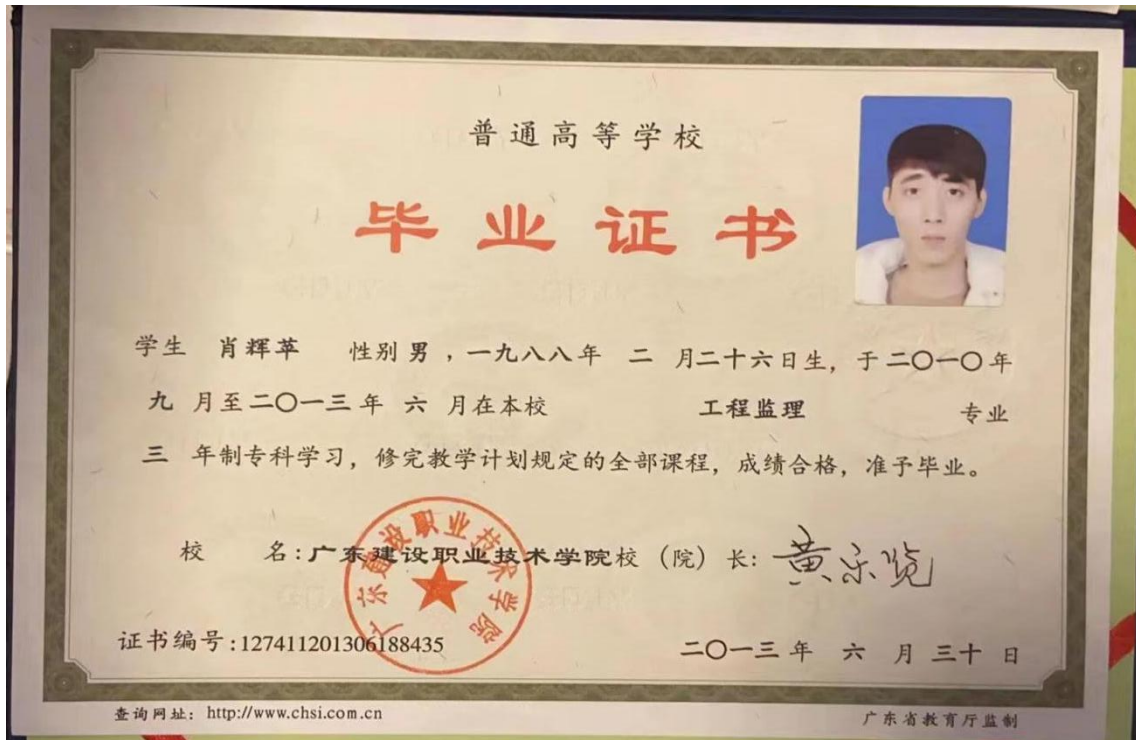 普通高等学校
毕业证书
学生 肖辉苹 性别 男 ，一九八八年 二 月二十六日生，于二〇一〇年
九 月至二〇一三年 六 月在本校 工程监理 专业
三 年制专科学习，修完教学计划规定的全部课程，成绩合格，准予毕业。
校 名：广东建设职业技术学院校（院）长：黄乐览
广东建设职业技术学院
证书编号：127411201306188435 二〇一三年 六 月 三十 日
查询网址：http://www.chsi.com.cn 广东省教育厅监制